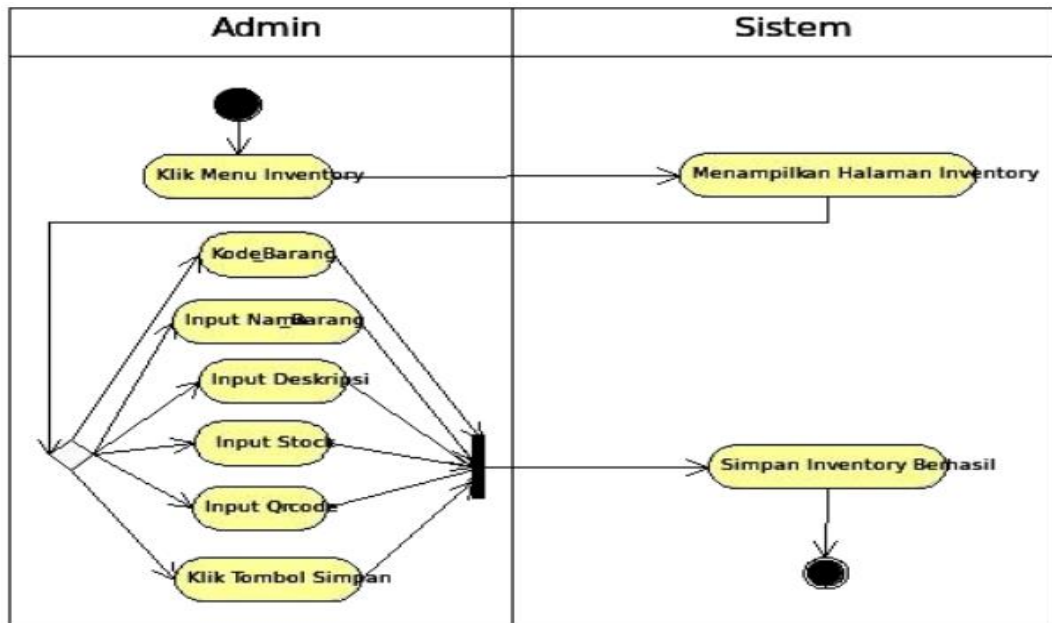 Admin
Sistem
Klik Menu Inventory
Menampilkan Halaman Inventory
Kode_Barang
Input Nama_Barang
Input Deskripsi
Input Stock
Simpan Inventory Berhasil
Input Qrcode
Klik Tombol Simpan